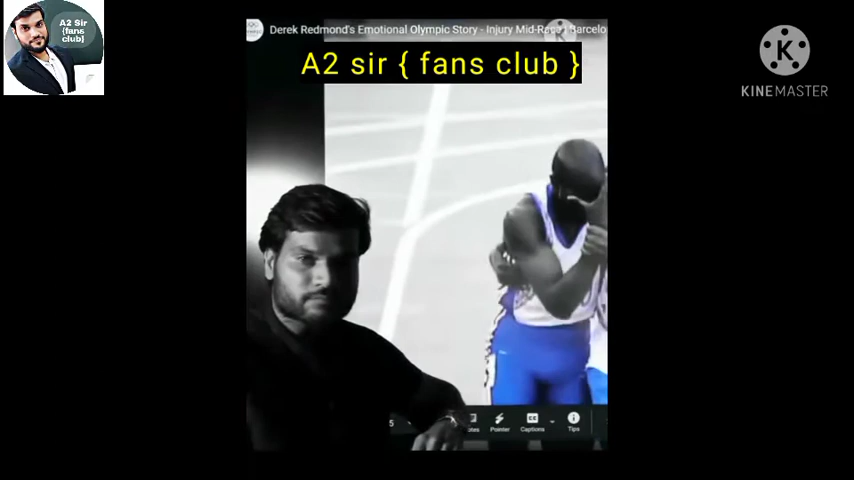 A2 Sir
{fans
club}
Derek Redmond's Emotional Olympic Story - Injury Mid-Race | Barcelo
A2 sir { fans club }
KINEMASTER
5
Pointer
Captions
Tips